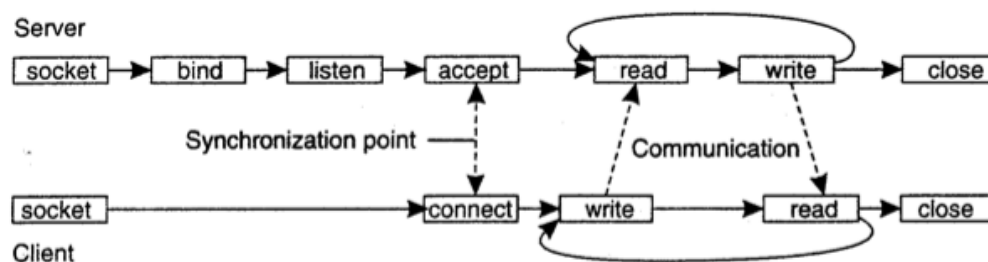 Server
socket bind listen accept read write close
Synchronization point Communication
socket connect write read close
Client